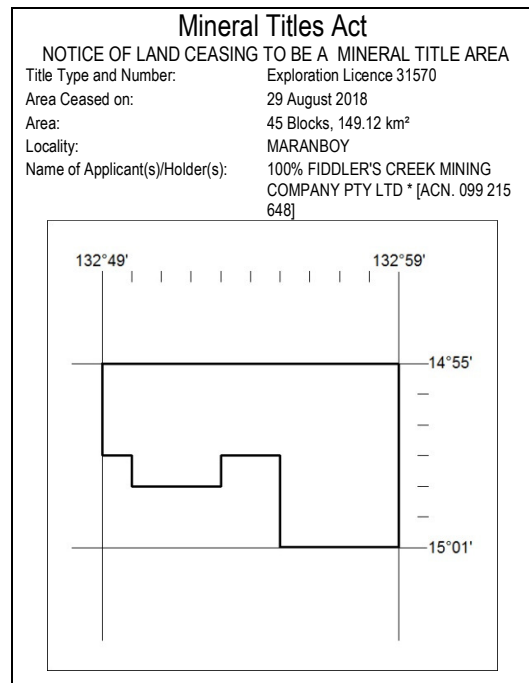 Mineral Titles Act
NOTICE OF LAND CEASING TO BE A MINERAL TITLE AREA
Title Type and Number: Exploration Licence 31570
Area Ceased on: 29 August 2018
Area: 45 Blocks, 149.12 km²
Locality: MARANBOY
Name of Applicant(s)/Holder(s): 100% FIDDLER'S CREEK MINING
COMPANY PTY LTD * [ACN. 099 215
648]
132°49' 132°59'
14°55'
15°01'